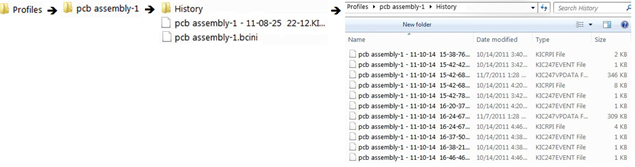 Profiles
pcb assembly-1
History
pcb assembly-1 - 11-08-25 22-12.KI...
pcb assembly-1.bcini
Profiles ▸ pcb assembly-1 ▸ History
Search History
New folder
Name Date modified Type Size
pcb assembly-1 - 11-10-14 15-38-76... 10/14/2011 3:40... KICRPI File 2 KB
pcb assembly-1 - 11-10-14 15-42-42... 10/14/2011 3:42... KIC247EVENT File 1 KB
pcb assembly-1 - 11-10-14 15-42-68... 11/7/2011 1:28 ... KIC247VPDATA F... 346 KB
pcb assembly-1 - 11-10-14 15-42-68... 10/14/2011 4:20... KICRPI File 8 KB
pcb assembly-1 - 11-10-14 15-42-78... 10/14/2011 3:42... KIC247EVENT File 1 KB
pcb assembly-1 - 11-10-14 16-20-37... 10/14/2011 4:20... KIC247EVENT File 1 KB
pcb assembly-1 - 11-10-14 16-24-67... 11/7/2011 1:28 ... KIC247VPDATA F... 309 KB
pcb assembly-1 - 11-10-14 16-24-67... 10/14/2011 4:46... KICRPI File 4 KB
pcb assembly-1 - 11-10-14 16-37-50... 10/14/2011 4:38... KIC247EVENT File 1 KB
pcb assembly-1 - 11-10-14 16-38-21... 10/14/2011 4:38... KIC247EVENT File 1 KB
pcb assembly-1 - 11-10-14 16-46-46... 10/14/2011 4:46... KIC247EVENT File 1 KB